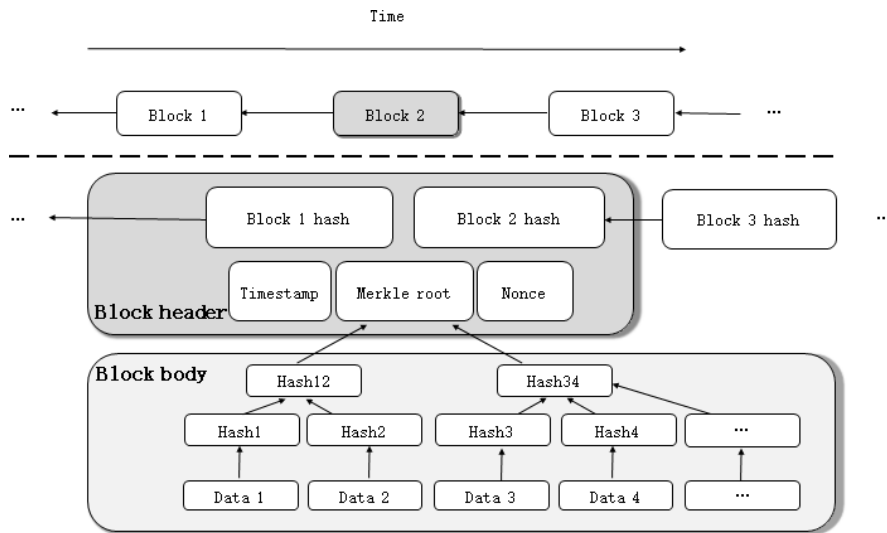 Time
... Block 1 Block 2 Block 3 ...
... Block 1 hash Block 2 hash Block 3 hash ..
Timestamp Merkle root Nonce
Block header
Block body
Hash12 Hash34
Hash1 Hash2 Hash3 Hash4 ...
Data 1 Data 2 Data 3 Data 4 ...